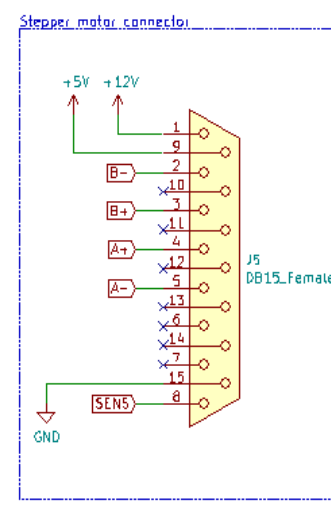 Stepper motor connector
+5V +12V
1
9
B- 2
10
B+ 3
11
A+ 4
J5
12
DB15_Female
A- 5
13
6
14
7
15
SENS 8
GND